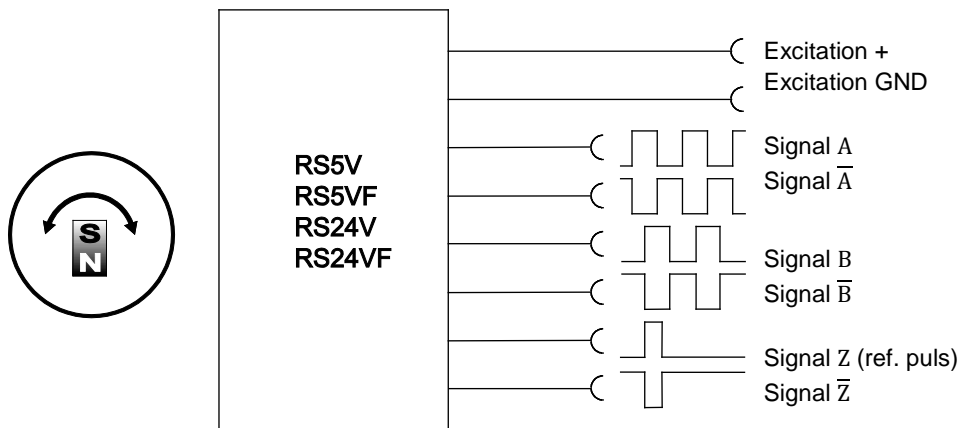 Excitation +
Excitation GND
RS5V
RS5VF
RS24V
RS24VF
S
N
Signal A
Signal A̅
Signal B
Signal B̅
Signal Z (ref. puls)
Signal Z̅